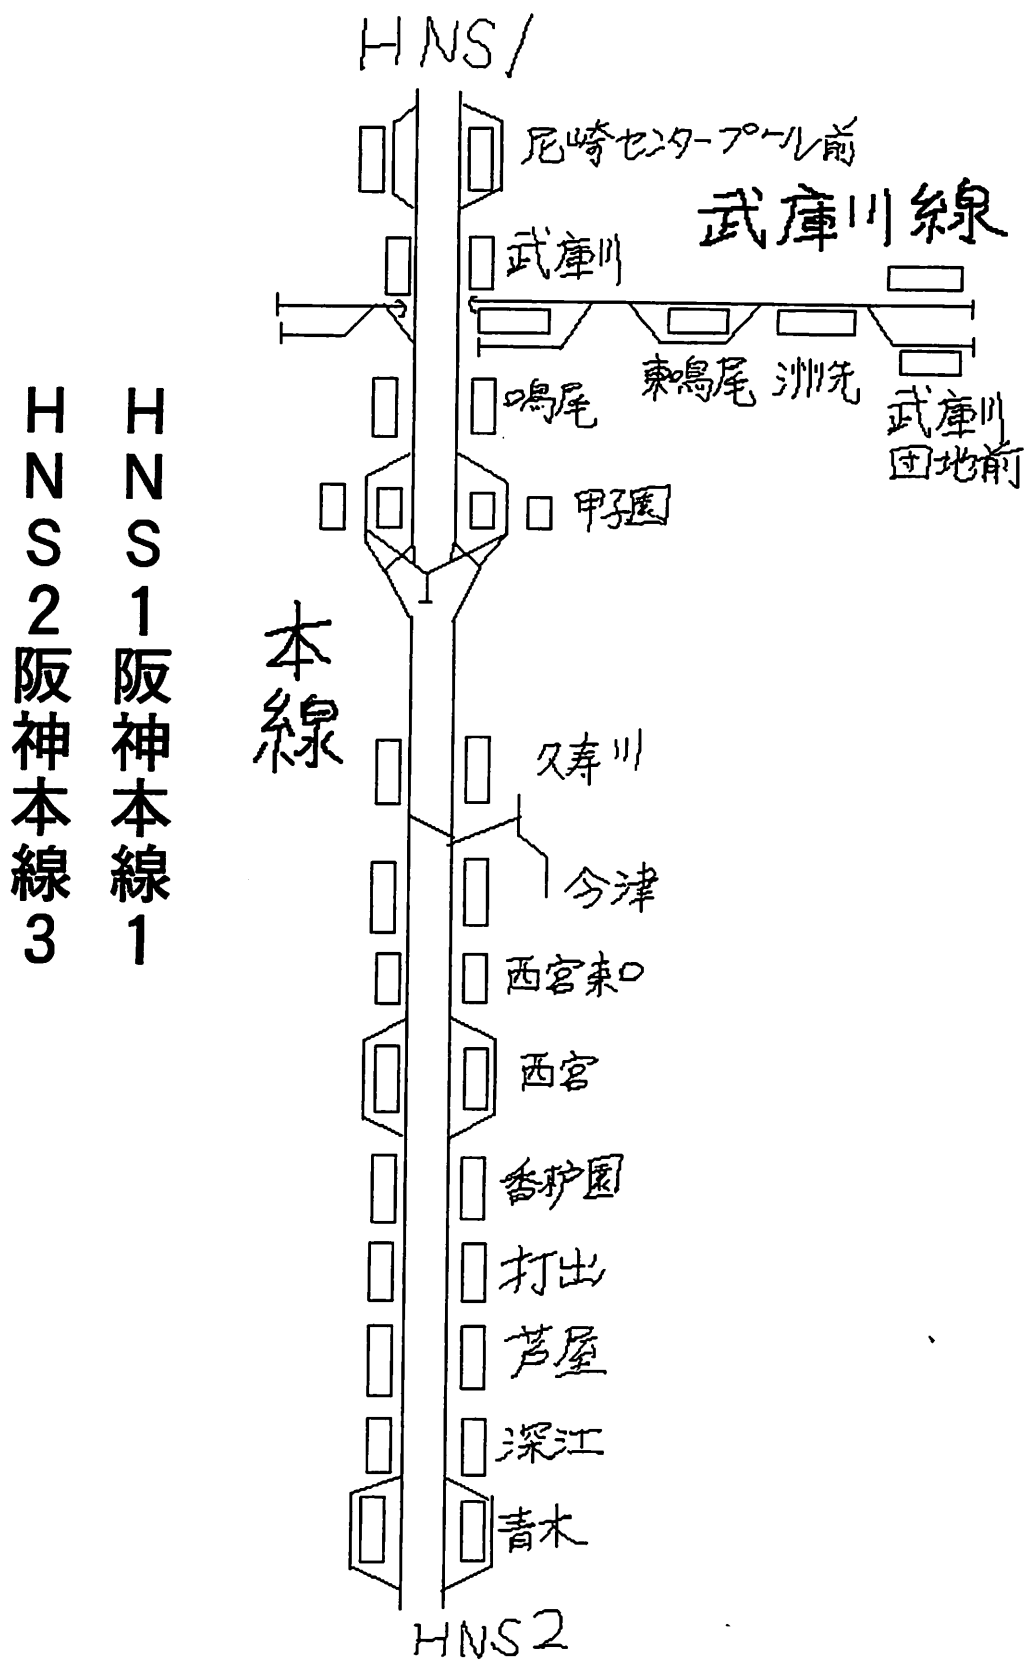 HNS1
尼崎センタープール前
武庫川線
武庫川
東鳴尾
洲先
武庫川
団地前
鳴尾
甲子園
HNS1阪神本線1
HNS2阪神本線3
本線
久寿川
今津
西宮東口
西宮
香枦園
打出
芦屋
深江
青木
HNS2